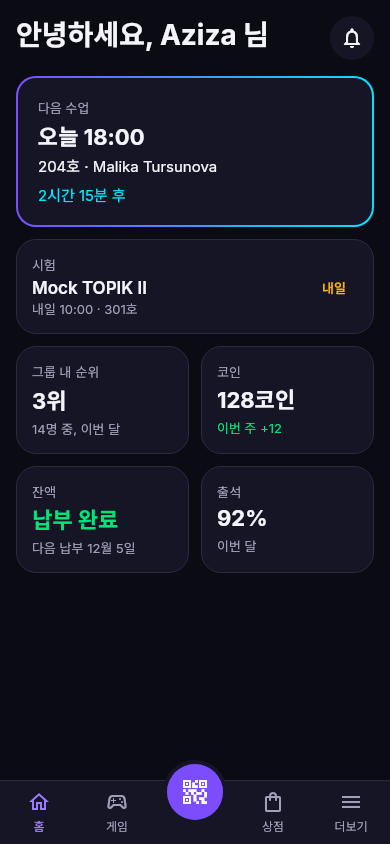 안녕하세요, Aziza 님
다음 수업
오늘 18:00
204호 · Malika Tursunova
2시간 15분 후
시험
Mock TOPIK II
내일 10:00 · 301호
내일
그룹 내 순위
3위
14명 중, 이번 달
코인
128코인
이번 주 +12
잔액
납부 완료
다음 납부 12월 5일
출석
92%
이번 달
홈
게임
상점
더보기